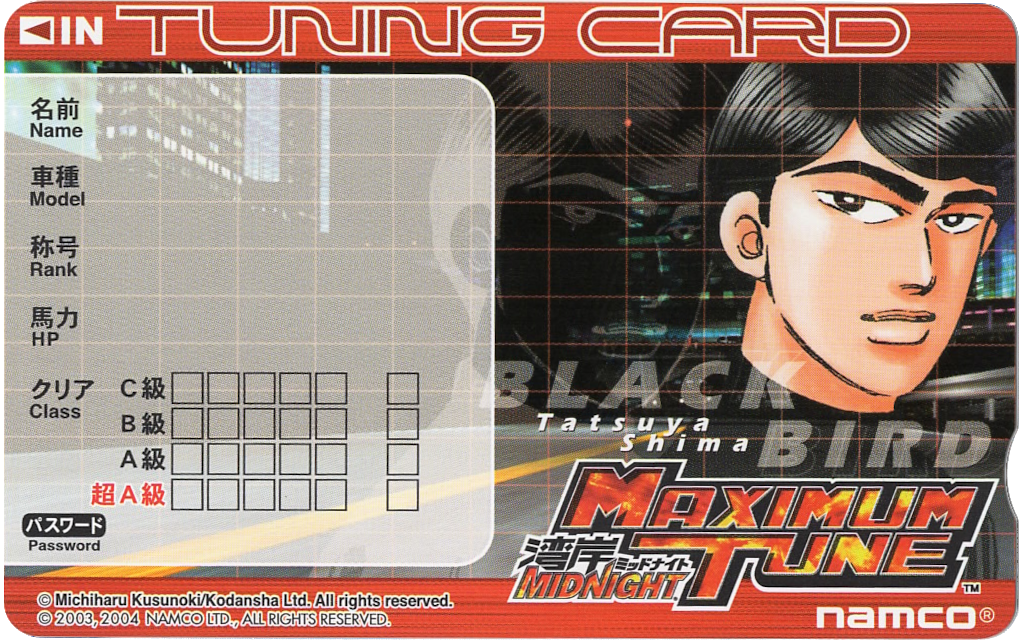 ◄IN TUNING CARD
名前
Name
車種
Model
称号
Rank
馬力
HP
クリア C級
Class
B級
A級
超A級
パスワード
Password
BLACK
Tatsuya
Shima
BIRD
MAXIMUM
TUNE™
湾岸ミッドナイト
MIDNIGHT.
© Michiharu Kusunoki/Kodansha Ltd. All rights reserved.
© 2003, 2004 NAMCO LTD., ALL RIGHTS RESERVED.
namco®